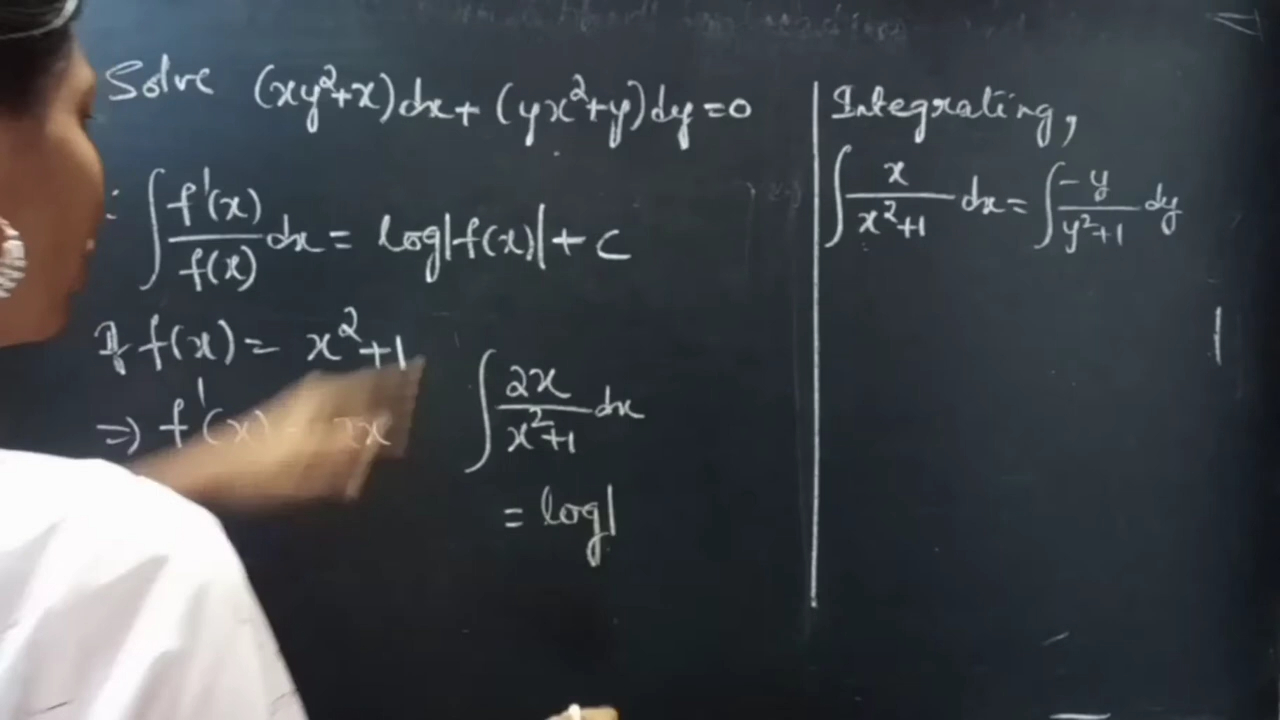 Solve (xy²+x)dx+(yx²+y)dy=0
: ∫ f'(x)/f(x) dx = log|f(x)| + c
If f(x) = x²+1
⇒ f'(x) = 2x
∫ 2x/x²+1 dx
= log|
Integrating,
∫ x/x²+1 dx = ∫ -y/y²+1 dy